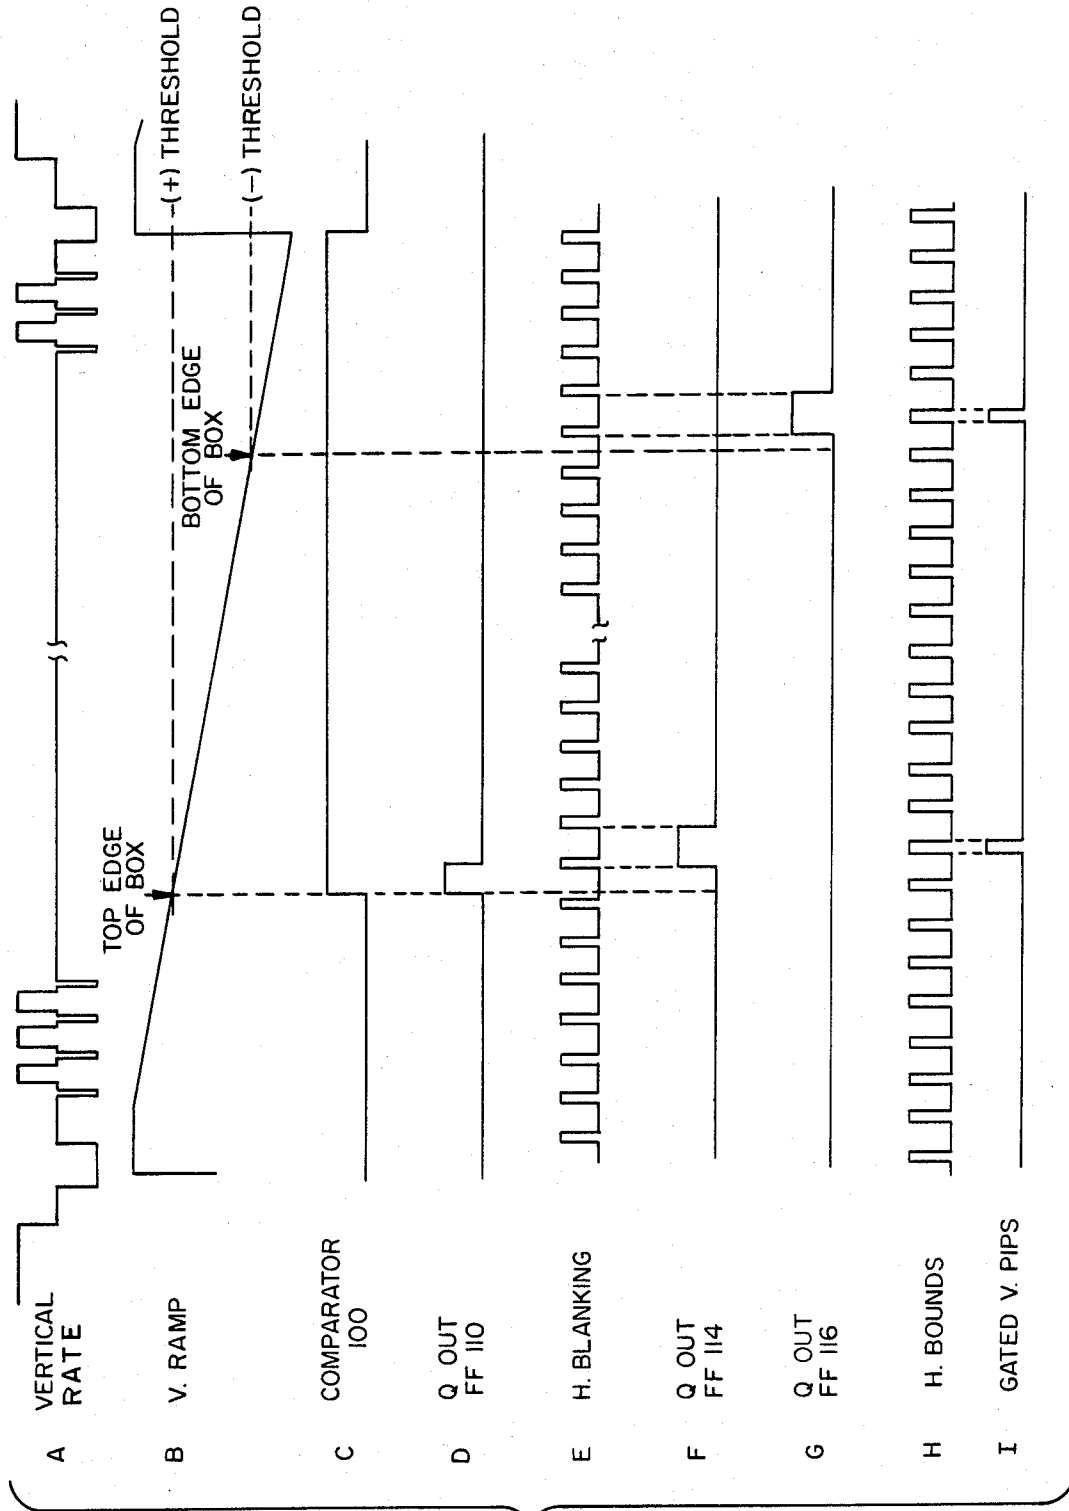 A VERTICAL
RATE
B V. RAMP
(+) THRESHOLD
(−) THRESHOLD
TOP EDGE
OF BOX
BOTTOM EDGE
OF BOX
C COMPARATOR
100
D Q OUT
FF 110
E H. BLANKING
F Q OUT
FF 114
G Q OUT
FF 116
H H. BOUNDS
I GATED V. PIPS